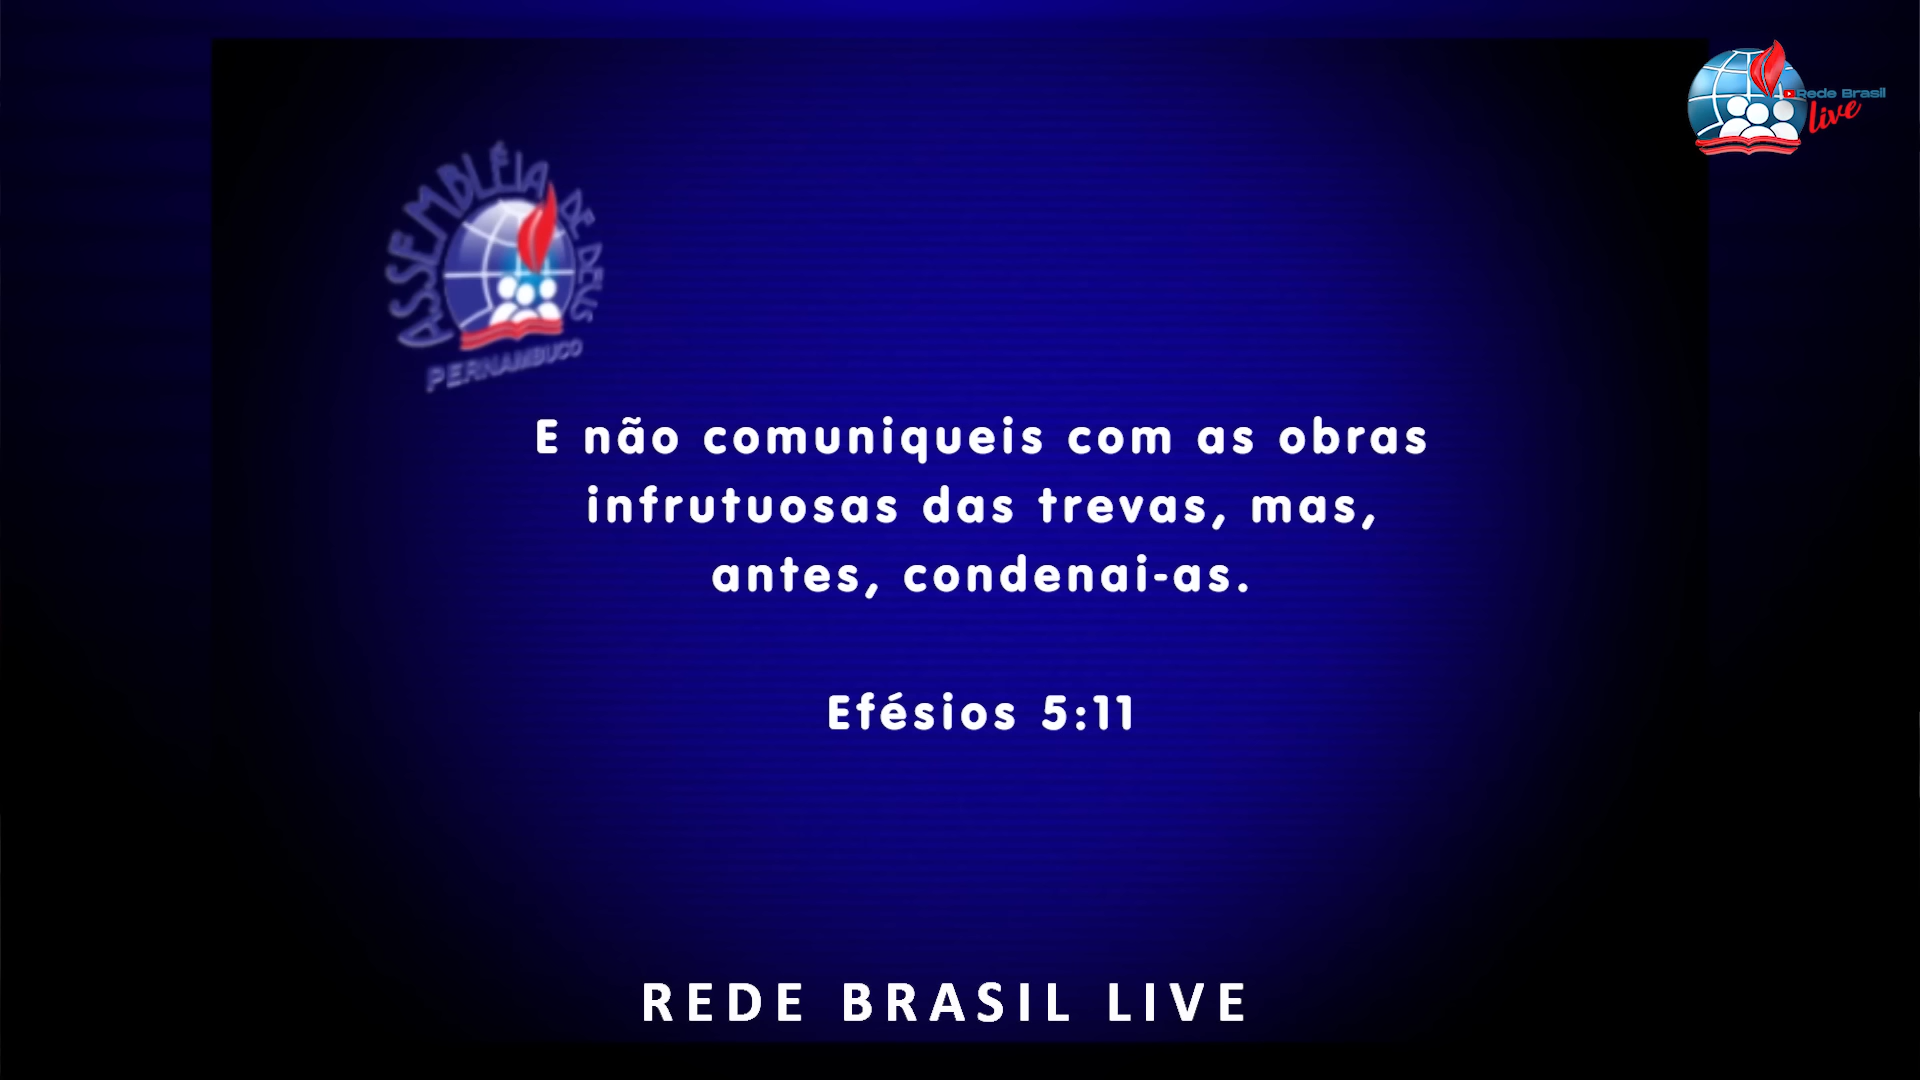 Rede Brasil
live
ASSEMBLÉIA DE DEUS
PERNAMBUCO
E não comuniqueis com as obras
infrutuosas das trevas, mas,
antes, condenai-as.
Efésios 5:11
REDE BRASIL LIVE